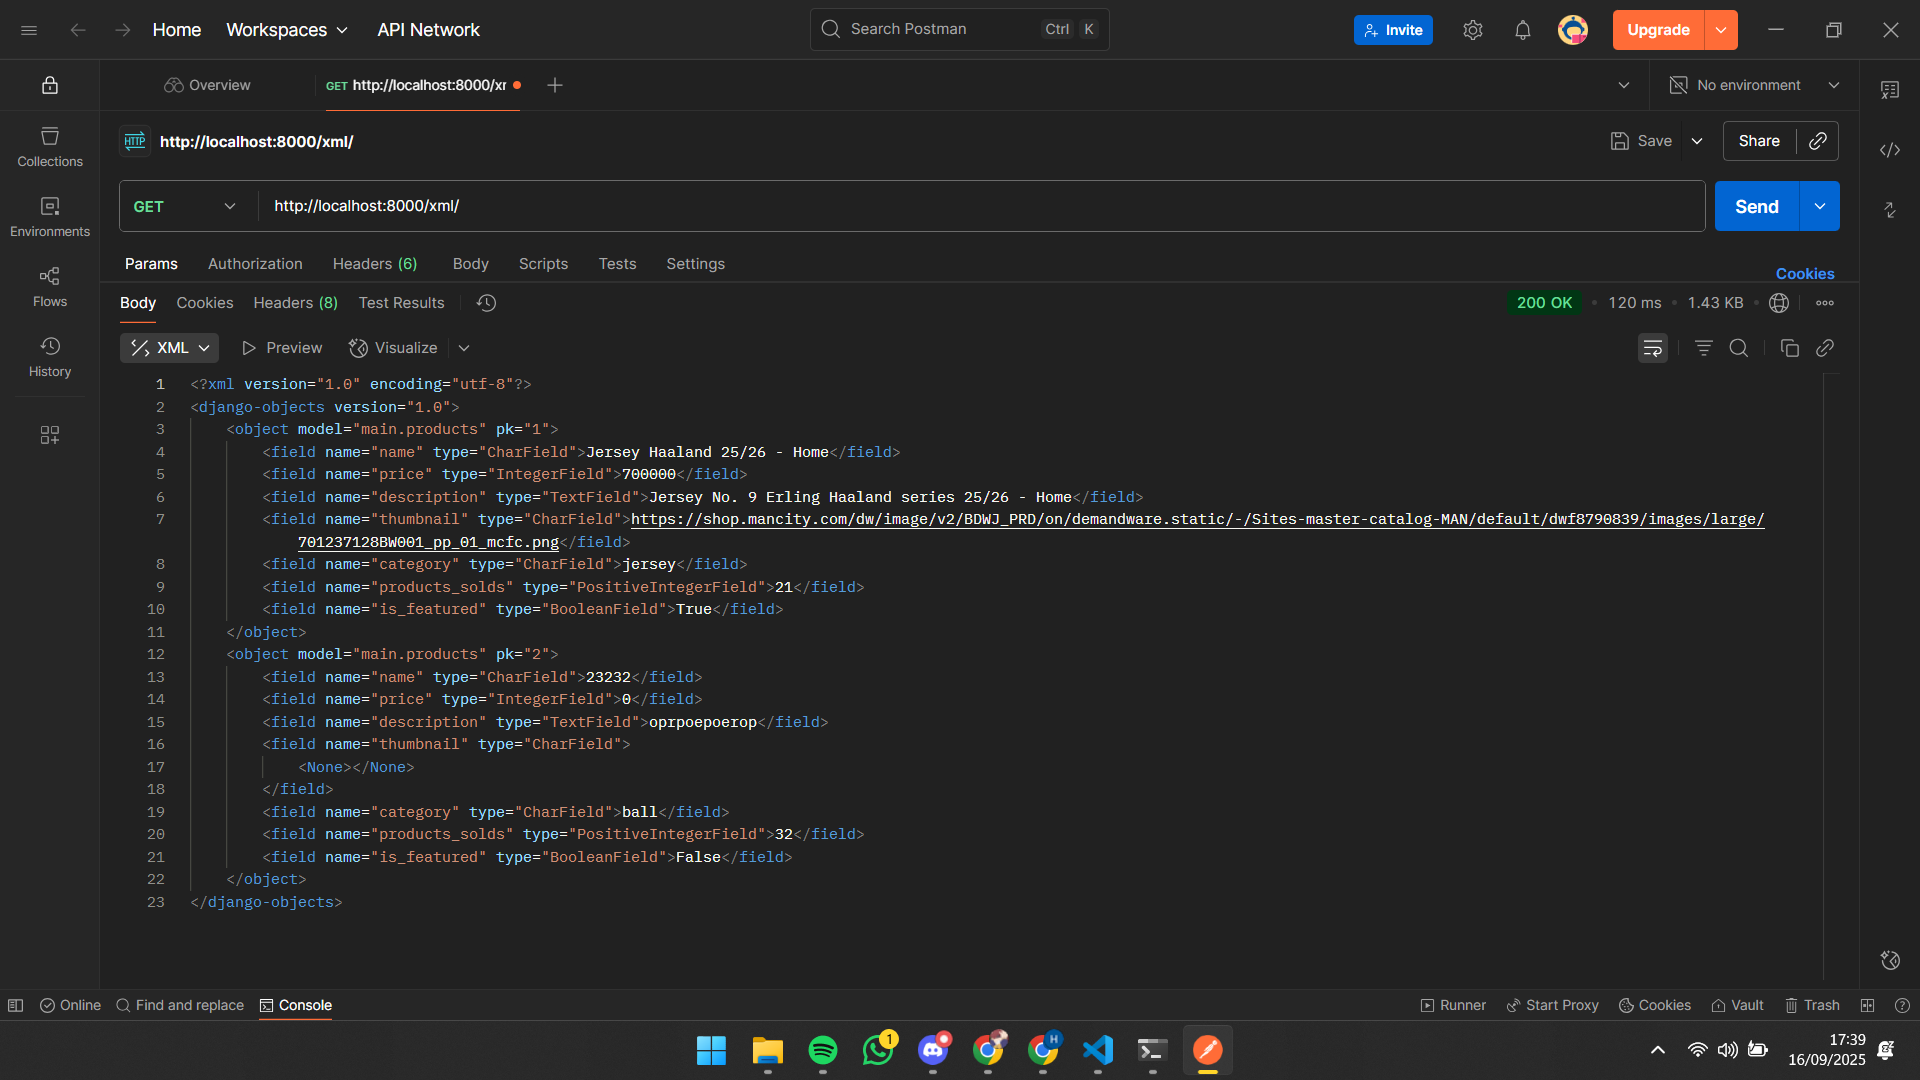 Home
Workspaces
API Network
Search Postman
Ctrl
K
Invite
Upgrade
Overview
GET http://localhost:8000/xr
No environment
HTTP http://localhost:8000/xml/
Save
Share
Collections
Environments
Flows
History
GET
http://localhost:8000/xml/
Send
Params
Authorization
Headers (6)
Body
Scripts
Tests
Settings
Cookies
Body
Cookies
Headers (8)
Test Results
200 OK
120 ms
1.43 KB
XML
Preview
Visualize
1 <?xml version="1.0" encoding="utf-8"?>
2 <django-objects version="1.0">
3 <object model="main.products" pk="1">
4 <field name="name" type="CharField">Jersey Haaland 25/26 - Home</field>
5 <field name="price" type="IntegerField">700000</field>
6 <field name="description" type="TextField">Jersey No. 9 Erling Haaland series 25/26 - Home</field>
7 <field name="thumbnail" type="CharField">https://shop.mancity.com/dw/image/v2/BDWJ_PRD/on/demandware.static/-/Sites-master-catalog-MAN/default/dwf8790839/images/large/
701237128BW001_pp_01_mcfc.png</field>
8 <field name="category" type="CharField">jersey</field>
9 <field name="products_solds" type="PositiveIntegerField">21</field>
10 <field name="is_featured" type="BooleanField">True</field>
11 </object>
12 <object model="main.products" pk="2">
13 <field name="name" type="CharField">23232</field>
14 <field name="price" type="IntegerField">0</field>
15 <field name="description" type="TextField">oprpoepoerop</field>
16 <field name="thumbnail" type="CharField">
17 <None></None>
18 </field>
19 <field name="category" type="CharField">ball</field>
20 <field name="products_solds" type="PositiveIntegerField">32</field>
21 <field name="is_featured" type="BooleanField">False</field>
22 </object>
23 </django-objects>
Online
Find and replace
Console
Runner
Start Proxy
Cookies
Vault
Trash
1
H
17:39
16/09/2025